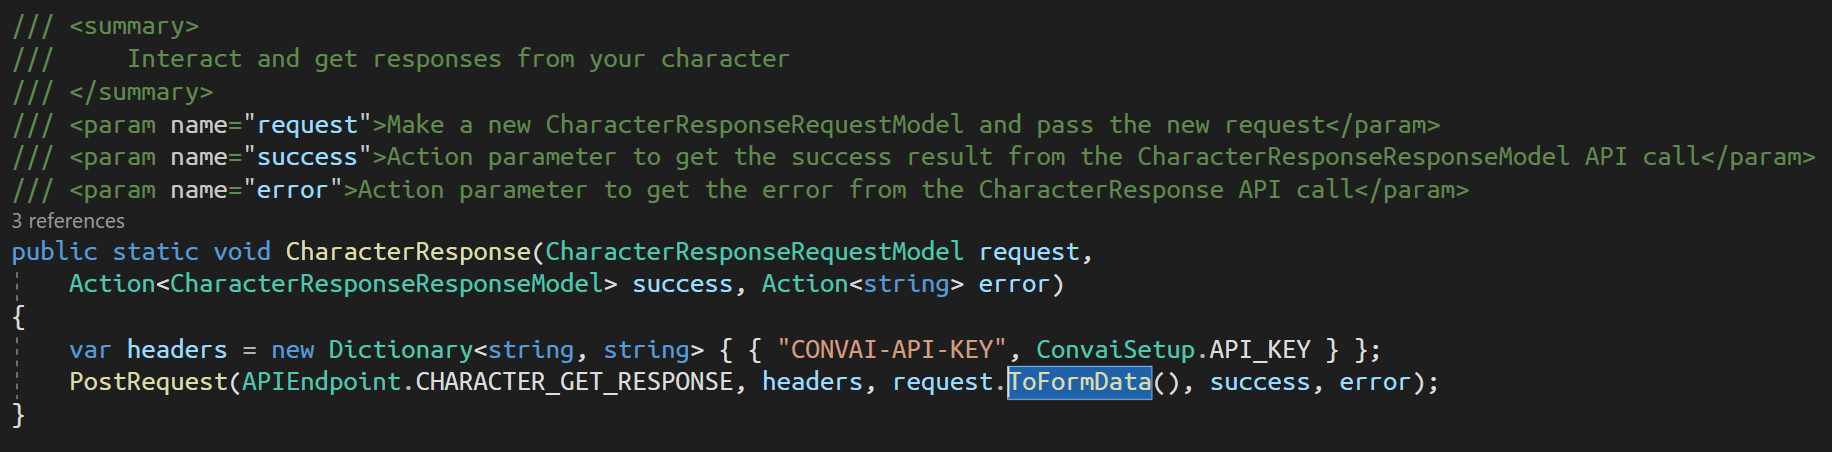 /// <summary>
///     Interact and get responses from your character
/// </summary>
/// <param name="request">Make a new CharacterResponseRequestModel and pass the new request</param>
/// <param name="success">Action parameter to get the success result from the CharacterResponseResponseModel API call</param>
/// <param name="error">Action parameter to get the error from the CharacterResponse API call</param>
3 references
public static void CharacterResponse(CharacterResponseRequestModel request,
    Action<CharacterResponseResponseModel> success, Action<string> error)
{
    var headers = new Dictionary<string, string> { { "CONVAI-API-KEY", ConvaiSetup.API_KEY } };
    PostRequest(APIEndpoint.CHARACTER_GET_RESPONSE, headers, request.ToFormData(), success, error);
}